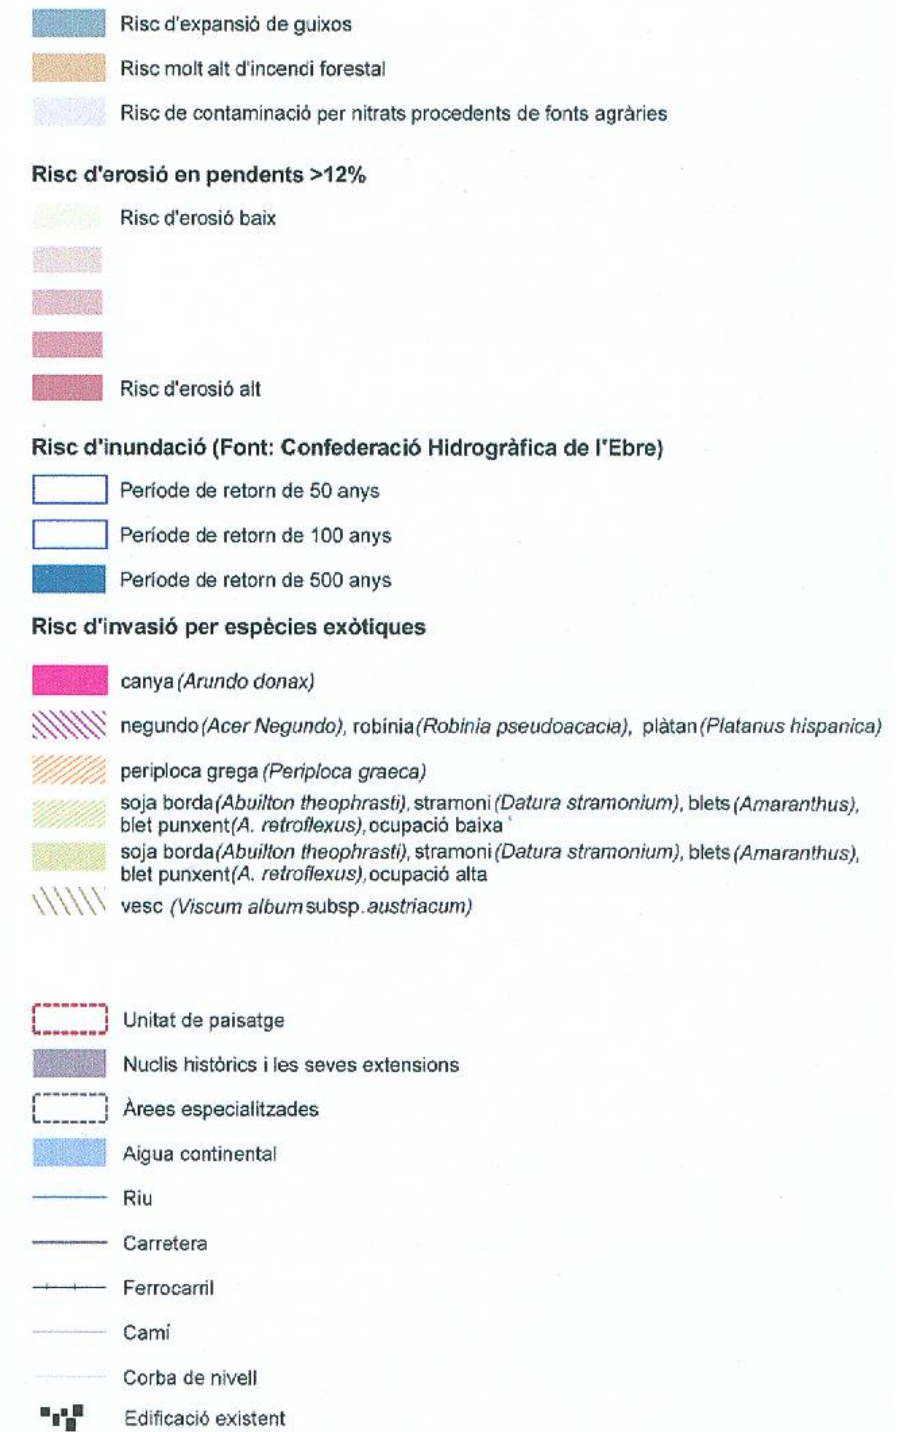 Risc d'expansió de guixos
Risc molt alt d'incendi forestal
Risc de contaminació per nitrats procedents de fonts agràries
Risc d'erosió en pendents >12%
Risc d'erosió baix
Risc d'erosió alt
Risc d'inundació (Font: Confederació Hidrogràfica de l'Ebre)
Període de retorn de 50 anys
Període de retorn de 100 anys
Període de retorn de 500 anys
Risc d'invasió per espècies exòtiques
canya (Arundo donax)
negundo (Acer Negundo), robínia (Robinia pseudoacacia), plàtan (Platanus hispanica)
periploca grega (Periploca graeca)
soja borda (Abuilton theophrasti), stramoni (Datura stramonium), blets (Amaranthus),
blet punxent (A. retroflexus), ocupació baixa
soja borda (Abuilton theophrasti), stramoni (Datura stramonium), blets (Amaranthus),
blet punxent (A. retroflexus), ocupació alta
vesc (Viscum album subsp. austriacum)
Unitat de paisatge
Nuclis històrics i les seves extensions
Àrees especialitzades
Aigua continental
Riu
Carretera
Ferrocarril
Camí
Corba de nivell
Edificació existent